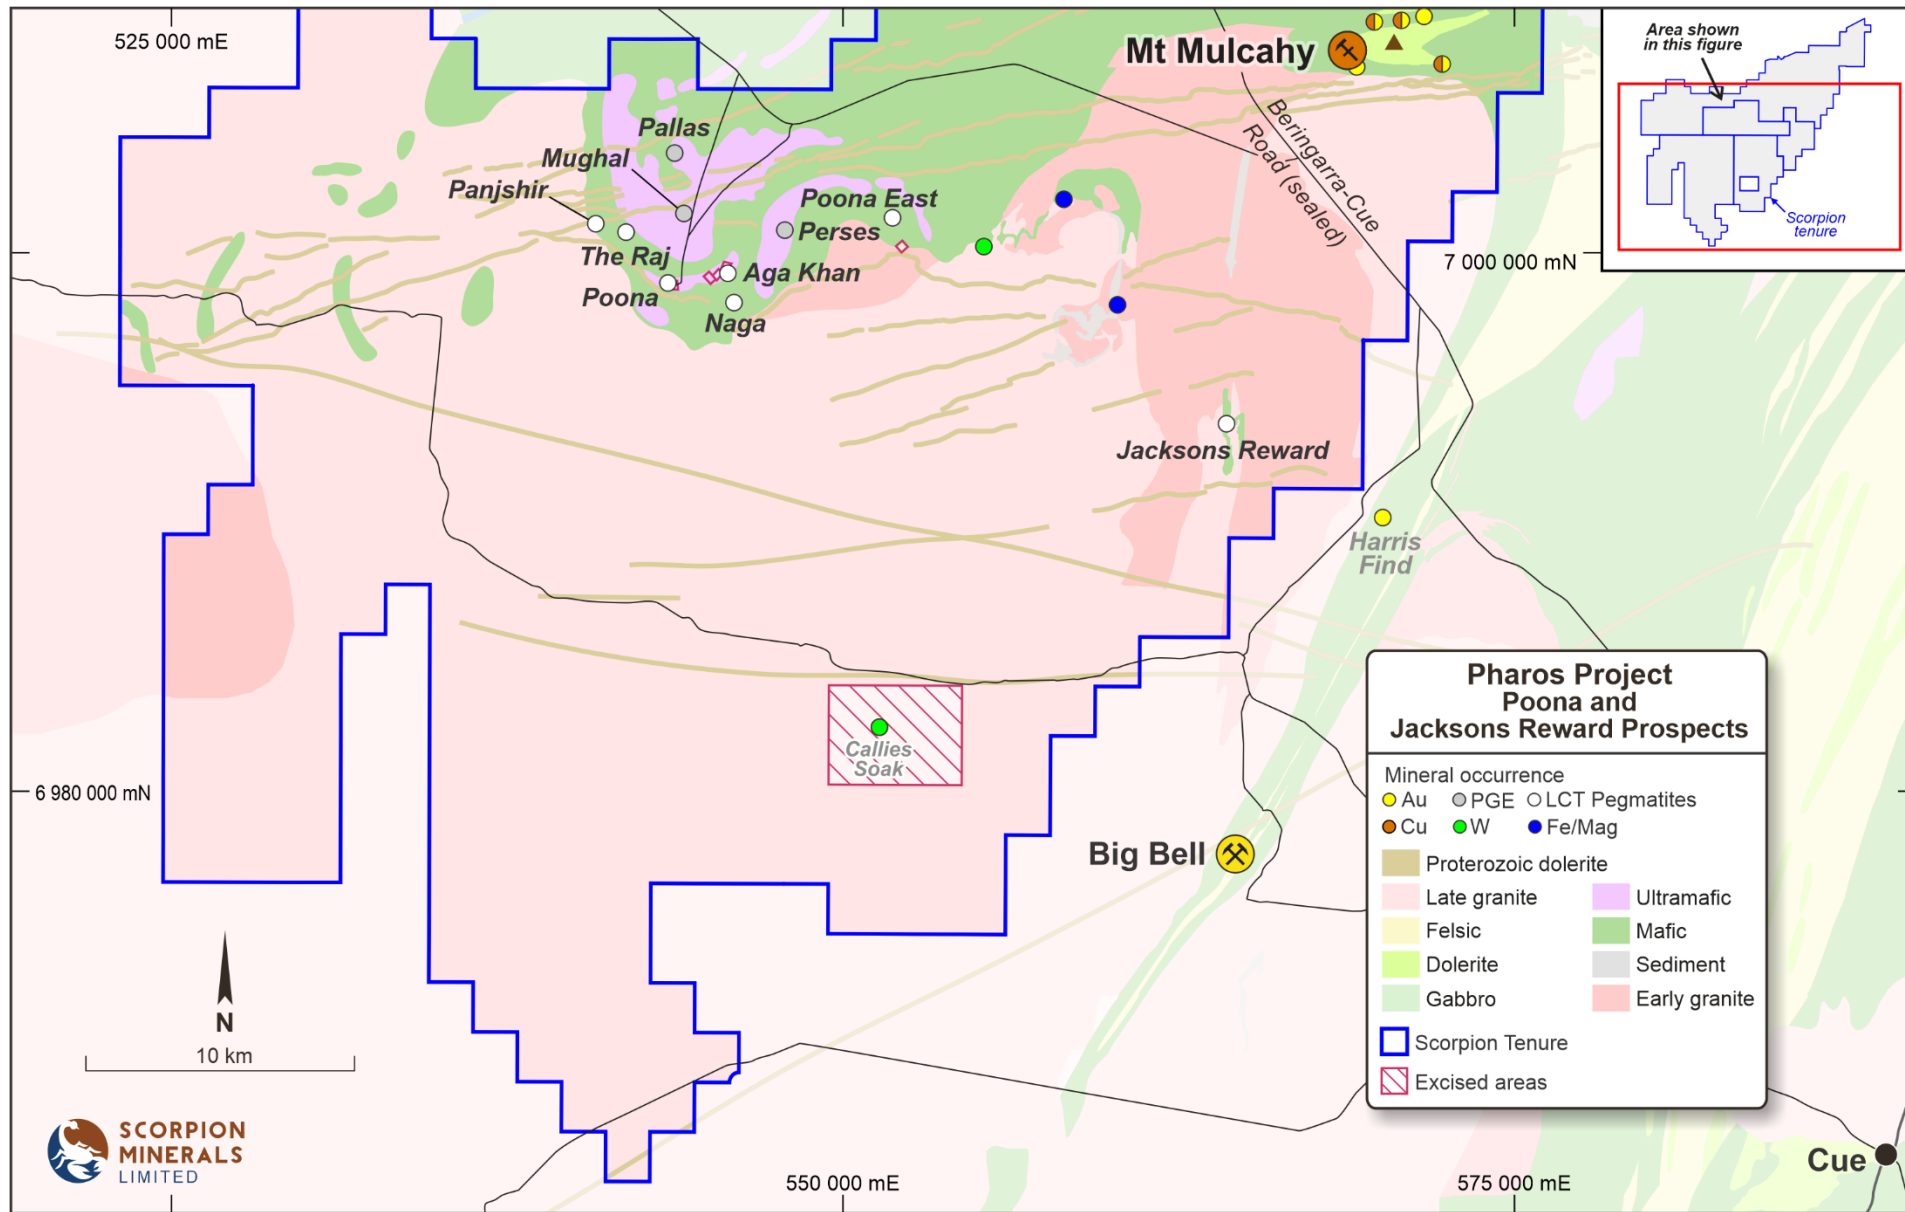 525 000 mE
Mt Mulcahy
Area shown
in this figure
Scorpion
tenure
Beringarra-Cue
Road (sealed)
Pallas
Mughal
Panjshir
Poona East
Perses
The Raj
Aga Khan
Poona
Naga
7 000 000 mN
Jacksons Reward
Harris
Find
Callies
Soak
6 980 000 mN
Big Bell
Pharos Project
Poona and
Jacksons Reward Prospects
Mineral occurrence
Au PGE LCT Pegmatites
Cu W Fe/Mag
Proterozoic dolerite
Late granite Ultramafic
Felsic Mafic
Dolerite Sediment
Gabbro Early granite
Scorpion Tenure
Excised areas
N
10 km
SCORPION
MINERALS
LIMITED
550 000 mE
575 000 mE
Cue